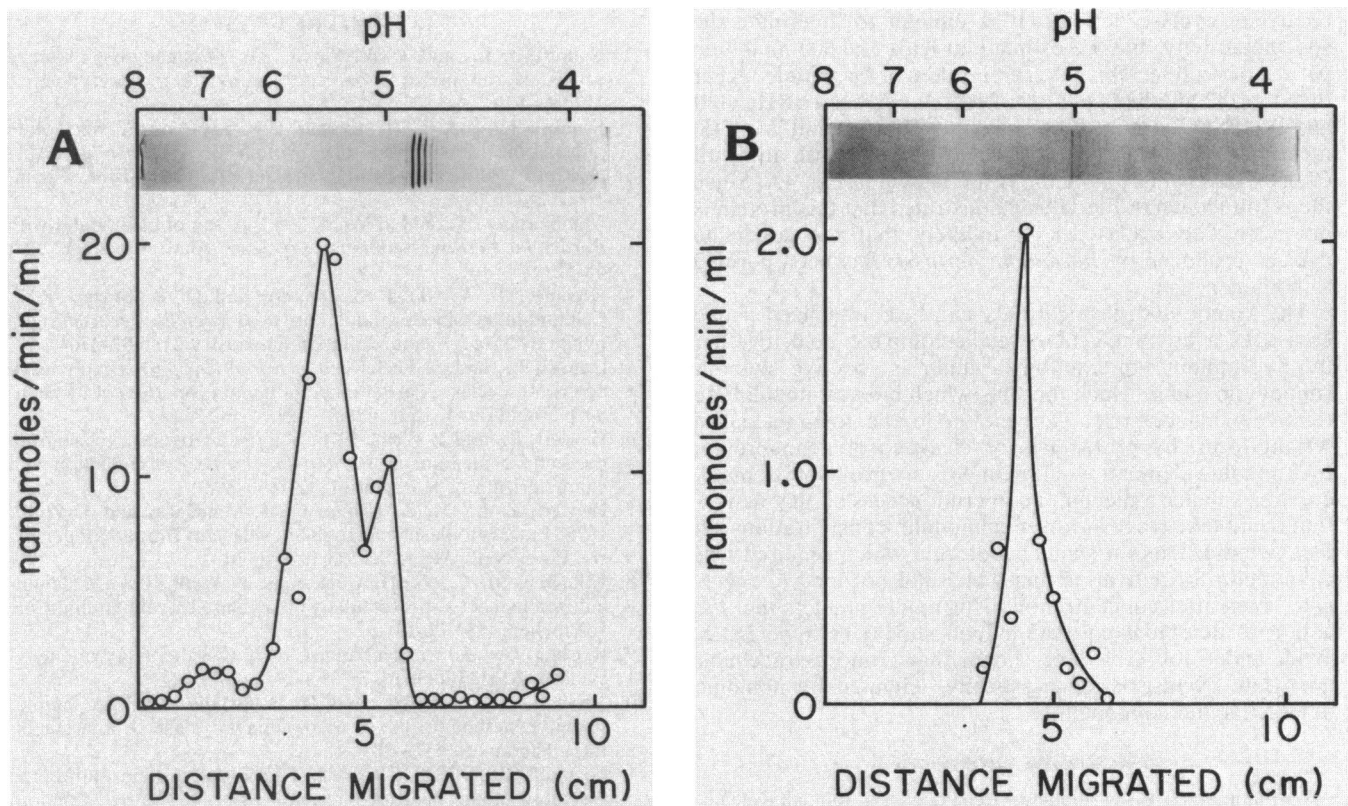 pH
8 7 6 5 4
A
20
10
0
nanomoles/min/ml
5 10
DISTANCE MIGRATED (cm)
pH
8 7 6 5 4
B
2.0
1.0
0
nanomoles/min/ml
5 10
DISTANCE MIGRATED (cm)